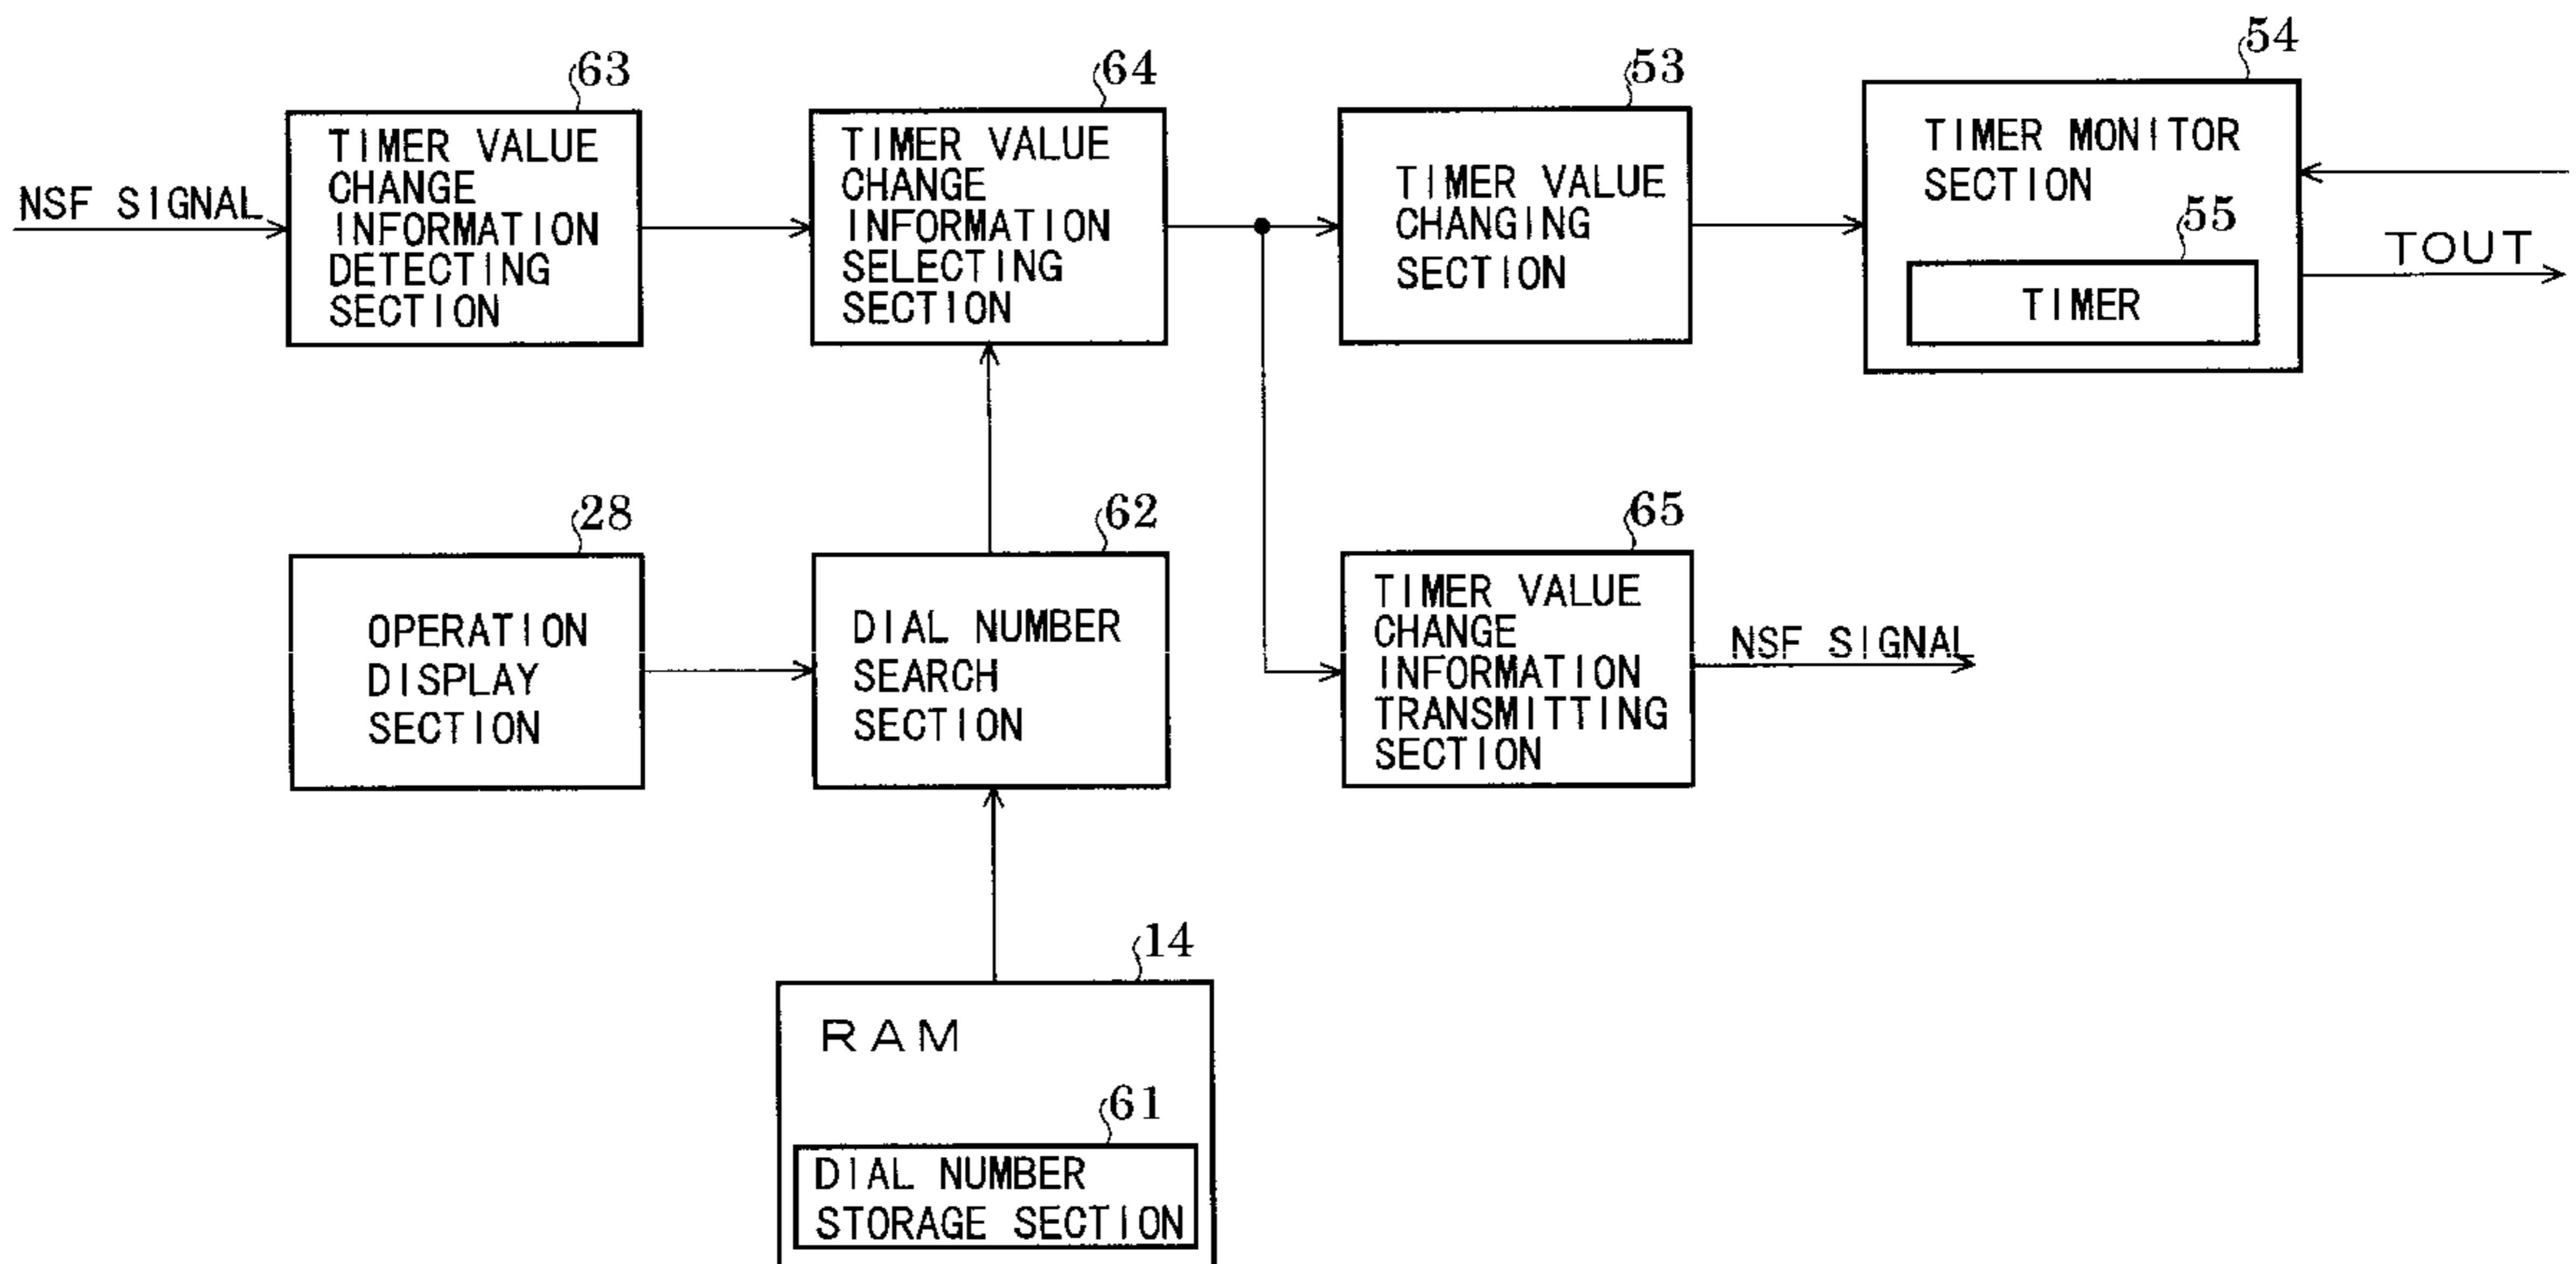 63
TIMER VALUE
CHANGE
INFORMATION
DETECTING
SECTION
NSF SIGNAL
64
TIMER VALUE
CHANGE
INFORMATION
SELECTING
SECTION
53
TIMER VALUE
CHANGING
SECTION
54
TIMER MONITOR
SECTION
55
TIMER
TOUT
28
OPERATION
DISPLAY
SECTION
62
DIAL NUMBER
SEARCH
SECTION
65
TIMER VALUE
CHANGE
INFORMATION
TRANSMITTING
SECTION
NSF SIGNAL
14
RAM
61
DIAL NUMBER
STORAGE SECTION